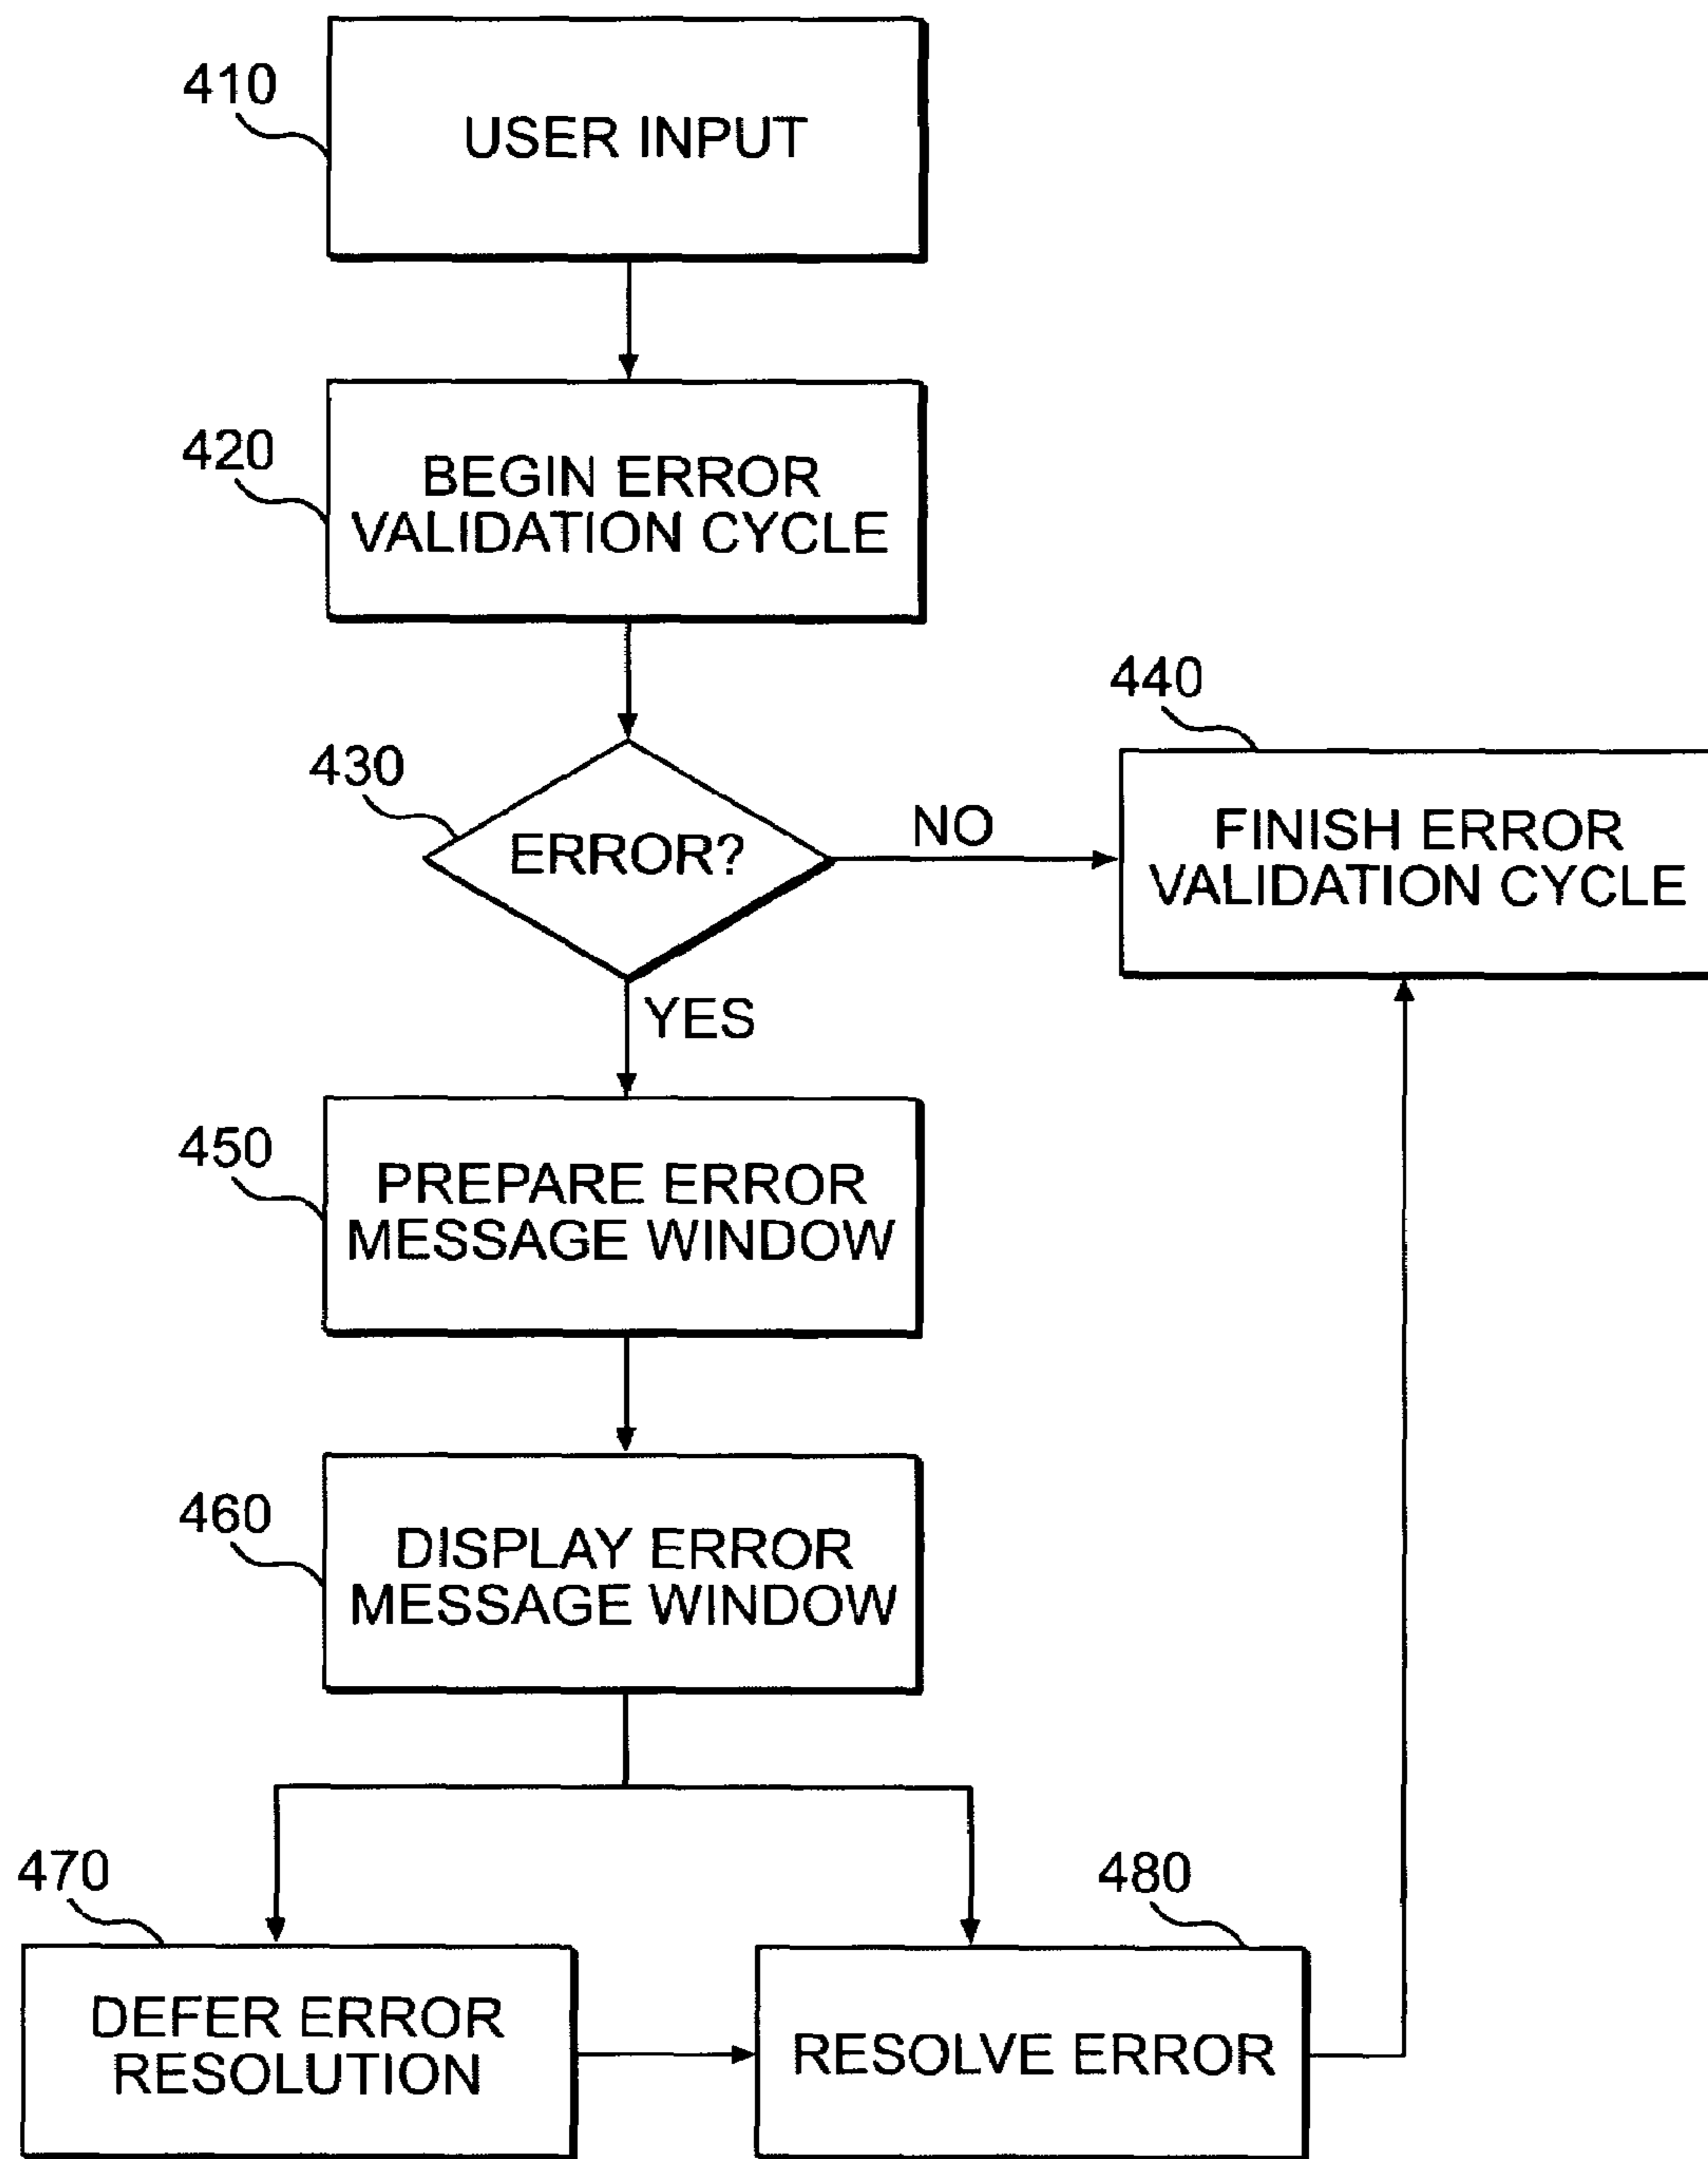 410
USER INPUT
420
BEGIN ERROR
VALIDATION CYCLE
430
ERROR?
NO
440
FINISH ERROR
VALIDATION CYCLE
YES
450
PREPARE ERROR
MESSAGE WINDOW
460
DISPLAY ERROR
MESSAGE WINDOW
470
DEFER ERROR
RESOLUTION
480
RESOLVE ERROR